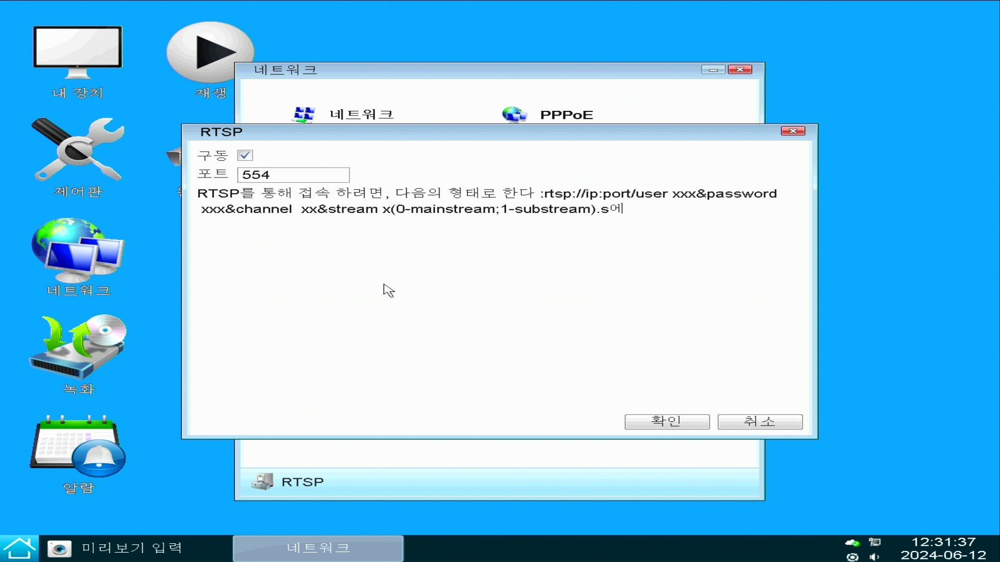 내 장치
재생
네트워크
네트워크
PPPoE
제어판
RTSP
구동
포트 554
RTSP를 통해 접속 하려면, 다음의 형태로 한다 :rtsp://ip:port/user xxx&password
xxx&channel xx&stream x(0-mainstream;1-substream).s에
확인
취소
네트워크
녹화
알람
RTSP
미리보기 입력
네트워크
12:31:37
2024-06-12